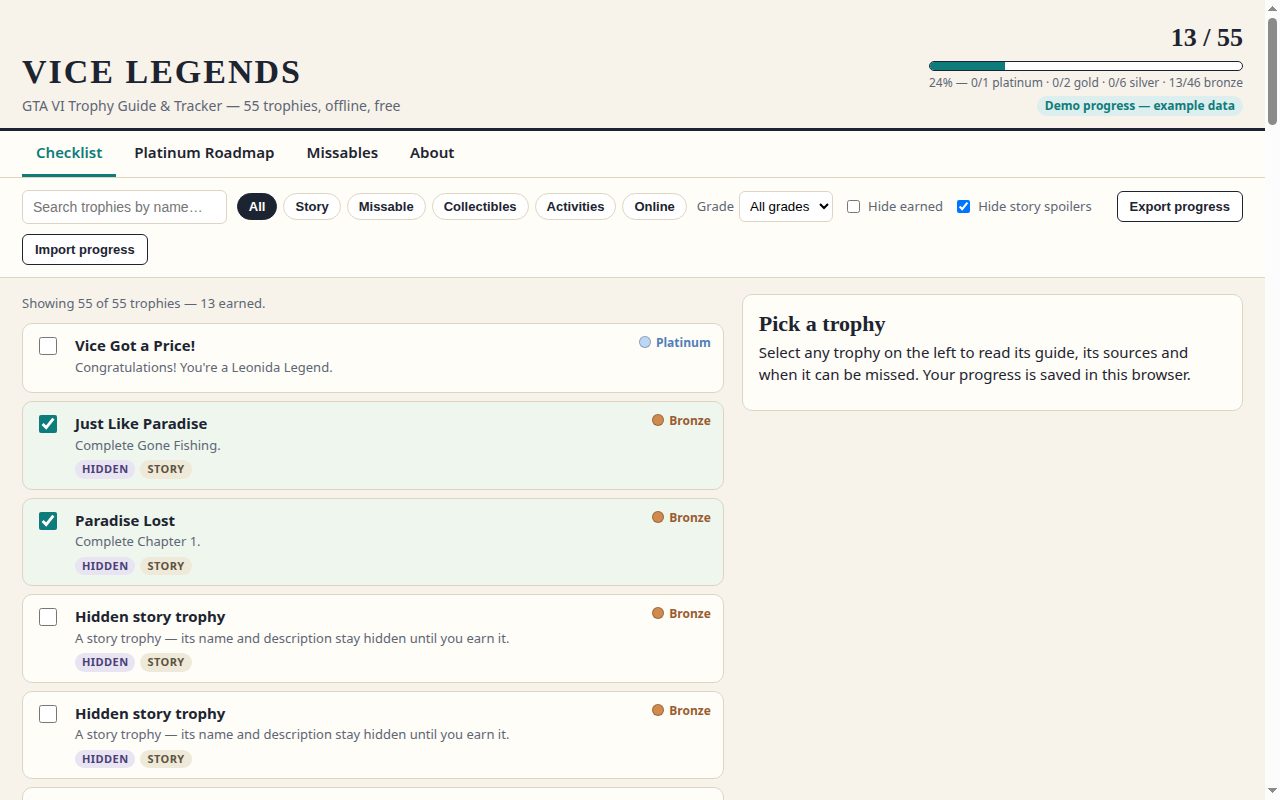 VICE LEGENDS
GTA VI Trophy Guide & Tracker — 55 trophies, offline, free
13 / 55
24% — 0/1 platinum · 0/2 gold · 0/6 silver · 13/46 bronze
Demo progress — example data
Checklist Platinum Roadmap Missables About
Search trophies by name… All Story Missable Collectibles Activities Online Grade All grades Hide earned Hide story spoilers Export progress
Import progress
Showing 55 of 55 trophies — 13 earned.
Vice Got a Price! Platinum
Congratulations! You're a Leonida Legend.
Just Like Paradise Bronze
Complete Gone Fishing.
HIDDEN STORY
Paradise Lost Bronze
Complete Chapter 1.
HIDDEN STORY
Hidden story trophy Bronze
A story trophy — its name and description stay hidden until you earn it.
HIDDEN STORY
Hidden story trophy Bronze
A story trophy — its name and description stay hidden until you earn it.
HIDDEN STORY
Pick a trophy
Select any trophy on the left to read its guide, its sources and
when it can be missed. Your progress is saved in this browser.